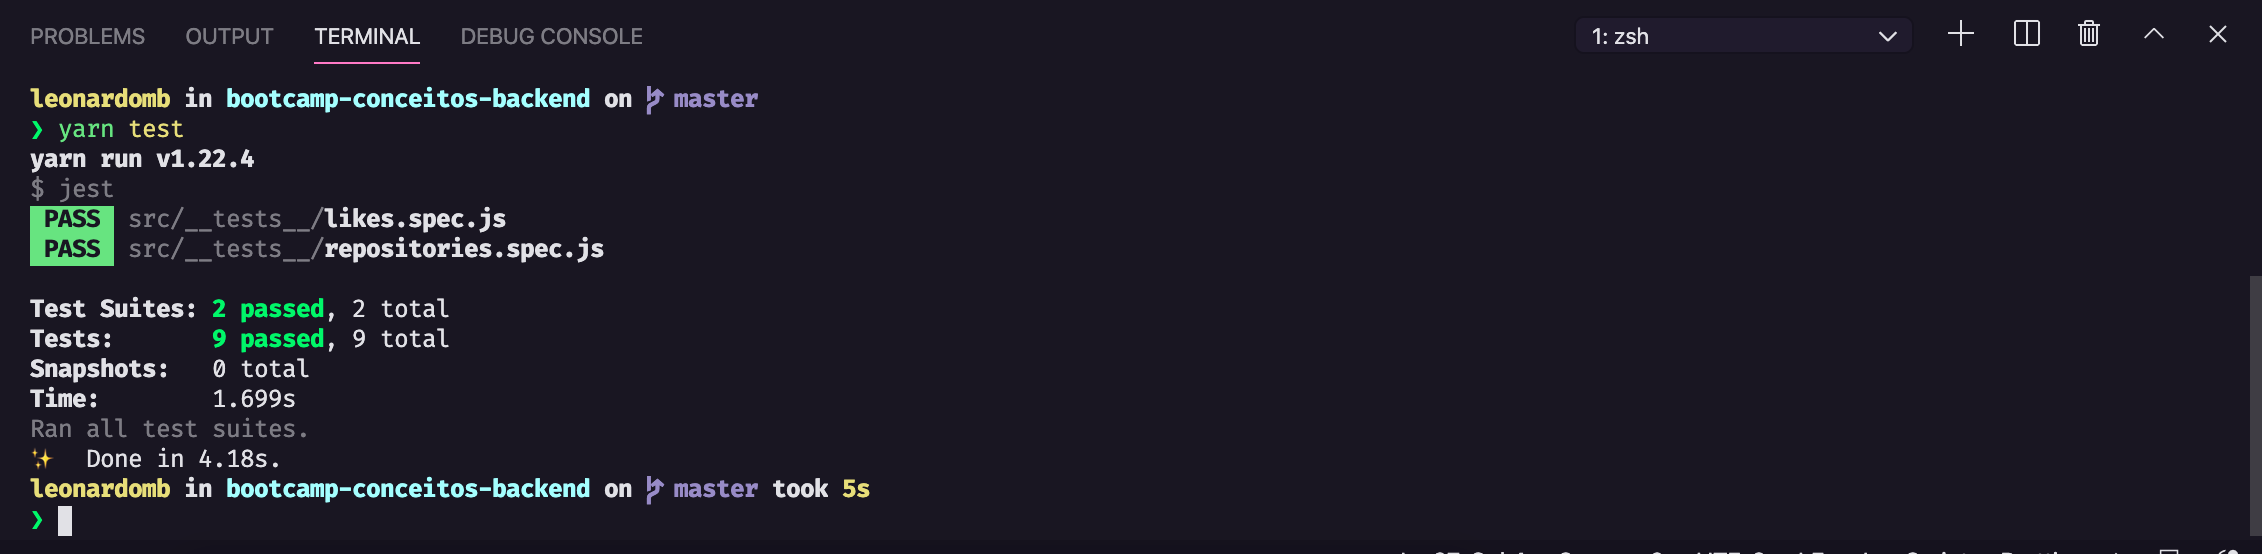 PROBLEMS OUTPUT TERMINAL DEBUG CONSOLE 1: zsh
leonardomb in bootcamp-conceitos-backend on master
❯ yarn test
yarn run v1.22.4
$ jest
PASS src/__tests__/likes.spec.js
PASS src/__tests__/repositories.spec.js
Test Suites: 2 passed, 2 total
Tests: 9 passed, 9 total
Snapshots: 0 total
Time: 1.699s
Ran all test suites.
✨ Done in 4.18s.
leonardomb in bootcamp-conceitos-backend on master took 5s
❯